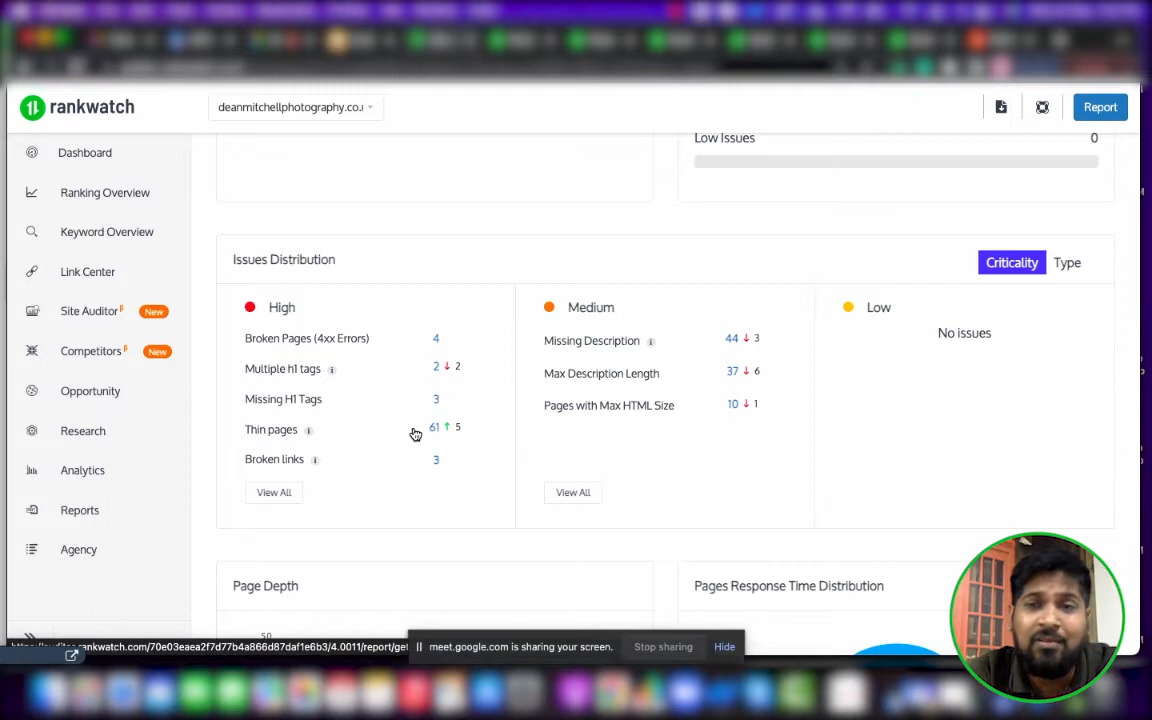 rankwatch
deanmitchellphotography.co.
Report
Dashboard
Ranking Overview
Keyword Overview
Link Center
Site Auditor β New
Competitors β New
Opportunity
Research
Analytics
Reports
Agency
Low Issues 0
Issues Distribution
Criticality Type
High
Broken Pages (4xx Errors) 4
Multiple h1 tags i 2 ↓ 2
Missing H1 Tags 3
Thin pages i 61 ↑ 5
Broken links i 3
View All
Medium
Missing Description i 44 ↓ 3
Max Description Length 37 ↓ 6
Pages with Max HTML Size 10 ↓ 1
View All
Low
No issues
Page Depth
50
Pages Response Time Distribution
meet.google.com is sharing your screen. Stop sharing Hide